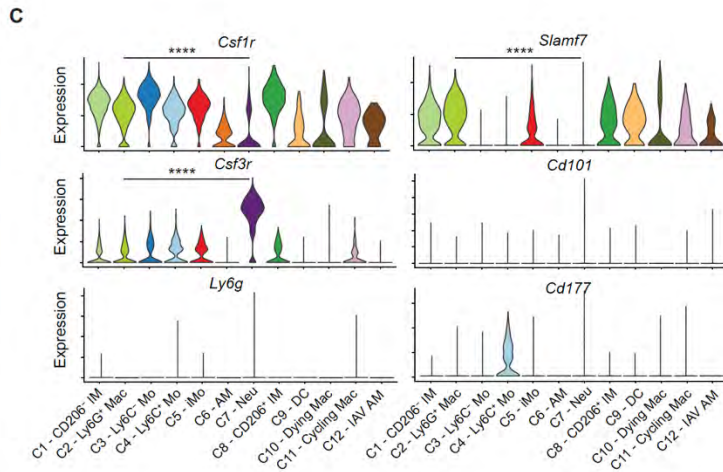 C
Csf1r
****
Expression
Slamf7
****
Expression
Csf3r
****
Expression
Cd101
Expression
Ly6g
Expression
Cd177
Expression
C1 - CD206⁻ IM
C2 - Ly6G⁺ Mac
C3 - Ly6C⁻ Mo
C4 - Ly6C⁺ Mo
C5 - iMo
C6 - AM
C7 - Neu
C8 - CD206⁺ IM
C9 - DC
C10 - Dying Mac
C11 - Cycling Mac
C12 - IAV AM
C1 - CD206⁻ IM
C2 - Ly6G⁺ Mac
C3 - Ly6C⁻ Mo
C4 - Ly6C⁺ Mo
C5 - iMo
C6 - AM
C7 - Neu
C8 - CD206⁺ IM
C9 - DC
C10 - Dying Mac
C11 - Cycling Mac
C12 - IAV AM